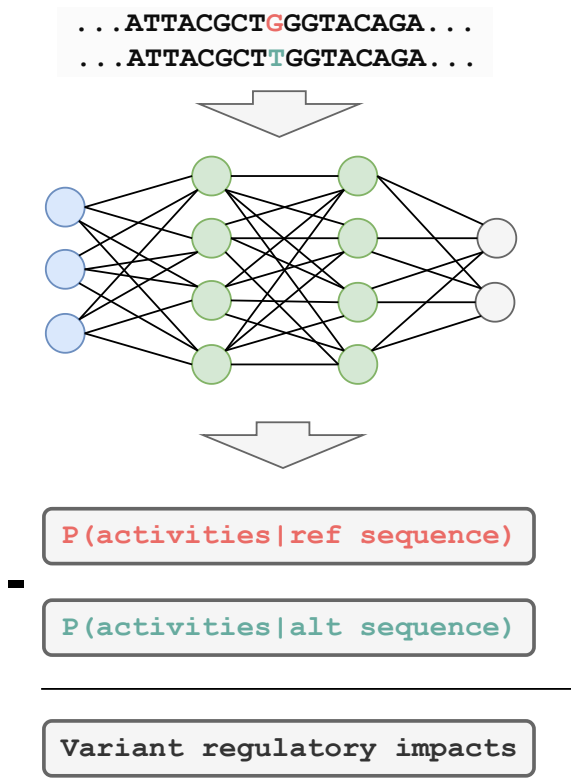 ...ATTACGCTGGGTACAGA...
...ATTACGCTTGGTACAGA...
P(activities|ref sequence)
-
P(activities|alt sequence)
Variant regulatory impacts